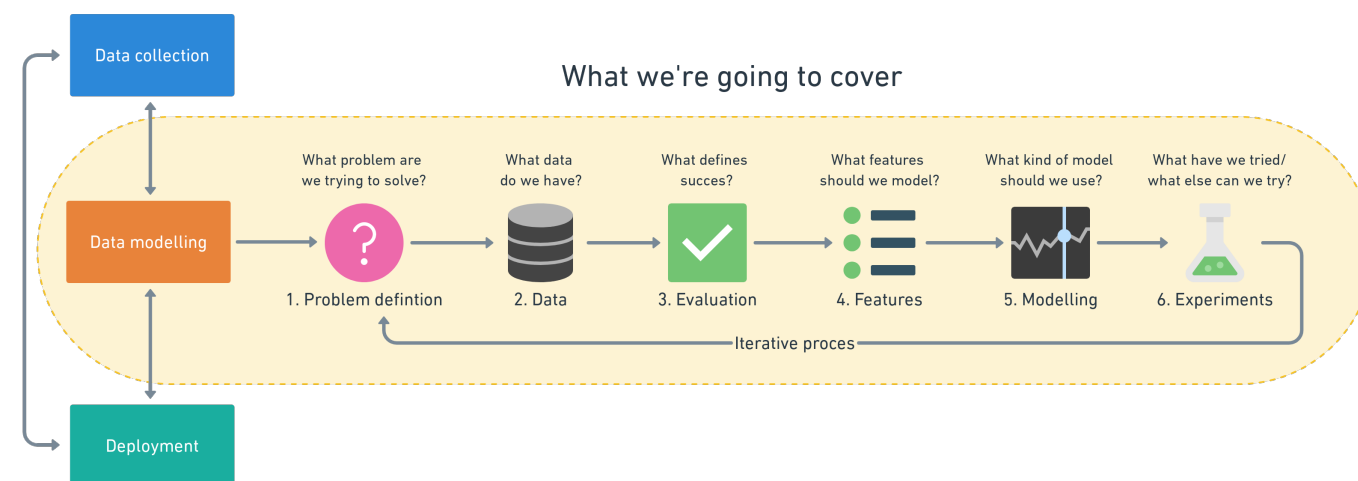 Data collection
What we're going to cover
What problem are
we trying to solve?
What data
do we have?
What defines
succes?
What features
should we model?
What kind of model
should we use?
What have we tried/
what else can we try?
Data modelling
1. Problem defintion
2. Data
3. Evaluation
4. Features
5. Modelling
6. Experiments
Iterative proces
Deployment